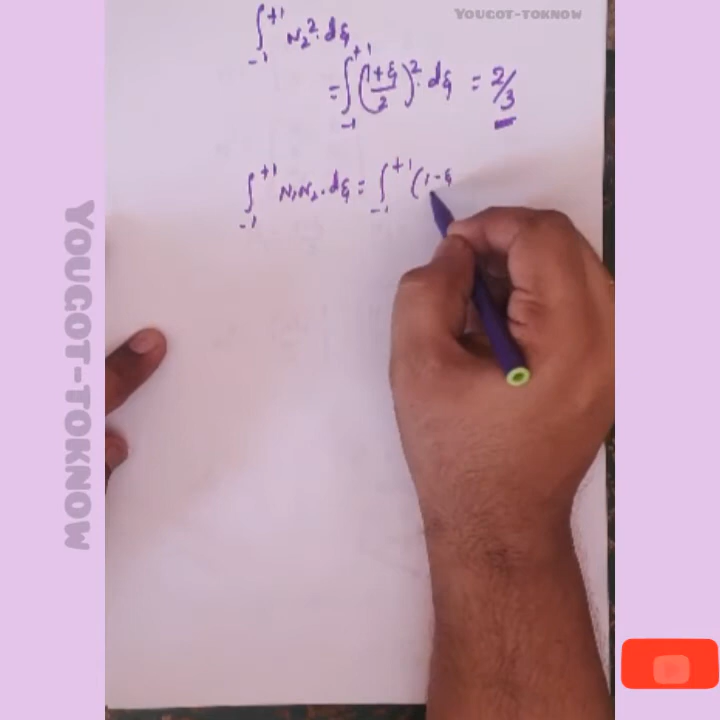 YOUCOT-TOKNOW
∫₋₁⁺¹ N₂²·dξ
= ∫₋₁⁺¹ ((1+ξ)/2)²·dξ = 2/3
∫₋₁⁺¹ N₁N₂·dξ = ∫₋₁⁺¹ (1-ξ
YOUCOT-TOKNOW